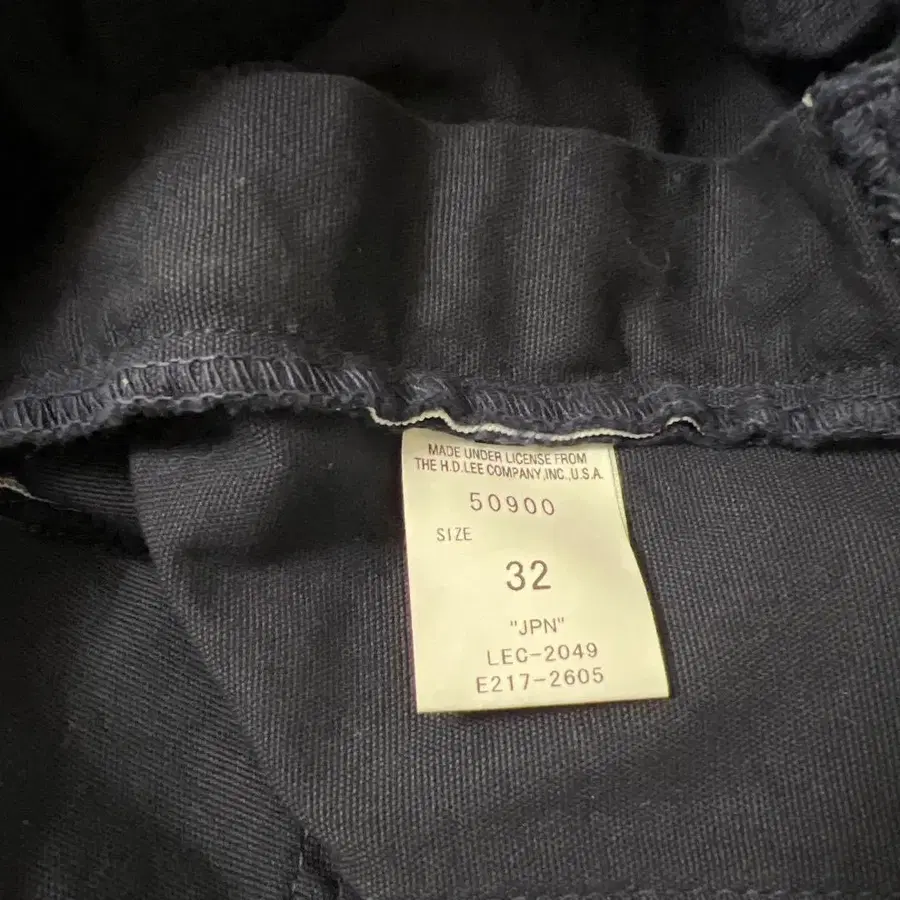 MADE UNDER LICENSE FROM
THE H.D.LEE COMPANY,INC.,U.S.A.
50900
SIZE
32
"JPN"
LEC-2049
E217-2605